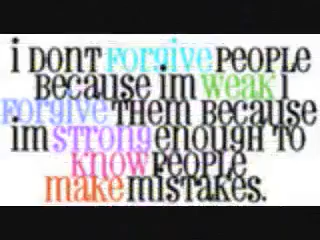 i DONT FORGiVE PEOPLE
BECAUSE iM WEAK i
FORGiVE THEM BECAUSE
iM STRONG ENOUGH TO
KNOW PEOPLE
MAKE MiSTAKES.